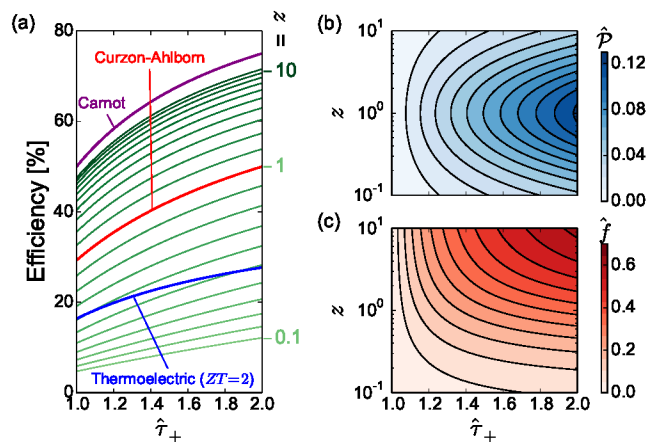 (a)
80
60
40
20
0
Efficiency [%]
Carnot
Curzon-Ahlborn
Thermoelectric (ZT=2)
z =
10
1
0.1
1.0 1.2 1.4 1.6 1.8 2.0
τ̂₊
(b)
10¹
10⁰
10⁻¹
z
P̂
0.12
0.08
0.04
0.00
(c)
10¹
10⁰
10⁻¹
z
f̂
0.6
0.4
0.2
0.0
1.0 1.2 1.4 1.6 1.8 2.0
τ̂₊